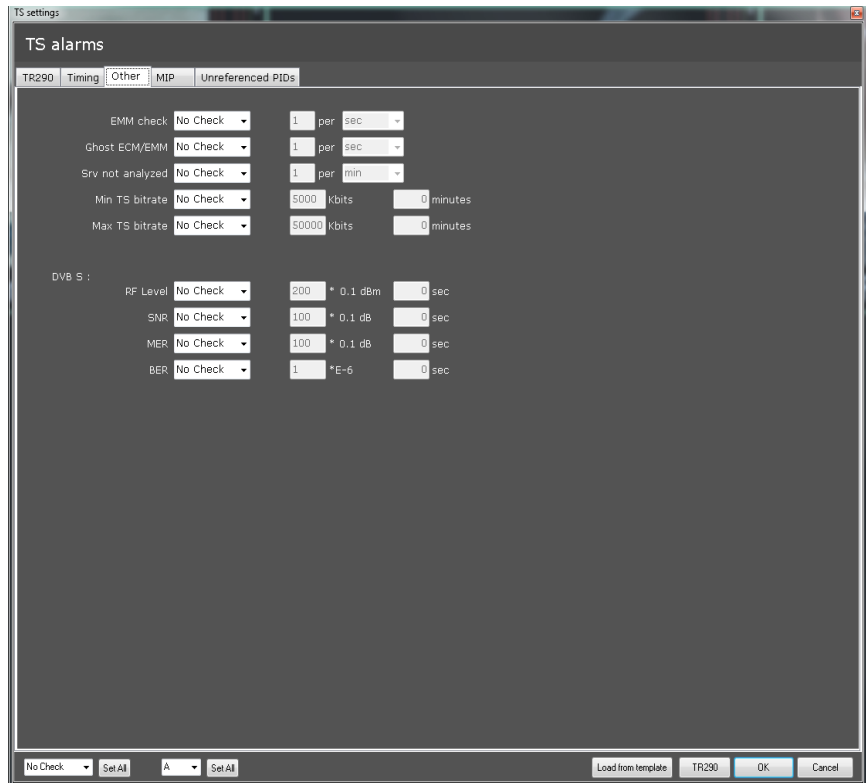 TS settings
TS alarms
TR290 Timing Other MIP Unreferenced PIDs
EMM check No Check 1 per sec
Ghost ECM/EMM No Check 1 per sec
Srv not analyzed No Check 1 per min
Min TS bitrate No Check 5000 Kbits 0 minutes
Max TS bitrate No Check 50000 Kbits 0 minutes
DVB S :
RF Level No Check 200 * 0.1 dBm 0 sec
SNR No Check 100 * 0.1 dB 0 sec
MER No Check 100 * 0.1 dB 0 sec
BER No Check 1 *E-6 0 sec
No Check Set All A Set All Load from template TR290 OK Cancel